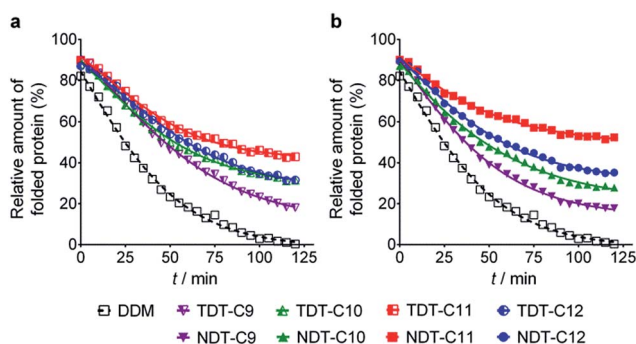 a
b
Relative amount of
folded protein (%)
100
80
60
40
20
0
0 25 50 75 100 125
t / min
Relative amount of
folded protein (%)
100
80
60
40
20
0
0 25 50 75 100 125
t / min
DDM TDT-C9 TDT-C10 TDT-C11 TDT-C12
NDT-C9 NDT-C10 NDT-C11 NDT-C12